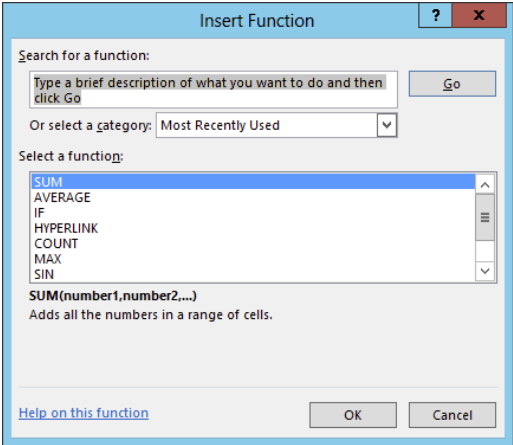 Insert Function
?
x
Search for a function:
Type a brief description of what you want to do and then
click Go
Go
Or select a category:
Most Recently Used
Select a function:
SUM
AVERAGE
IF
HYPERLINK
COUNT
MAX
SIN
SUM(number1,number2,...)
Adds all the numbers in a range of cells.
Help on this function
OK
Cancel